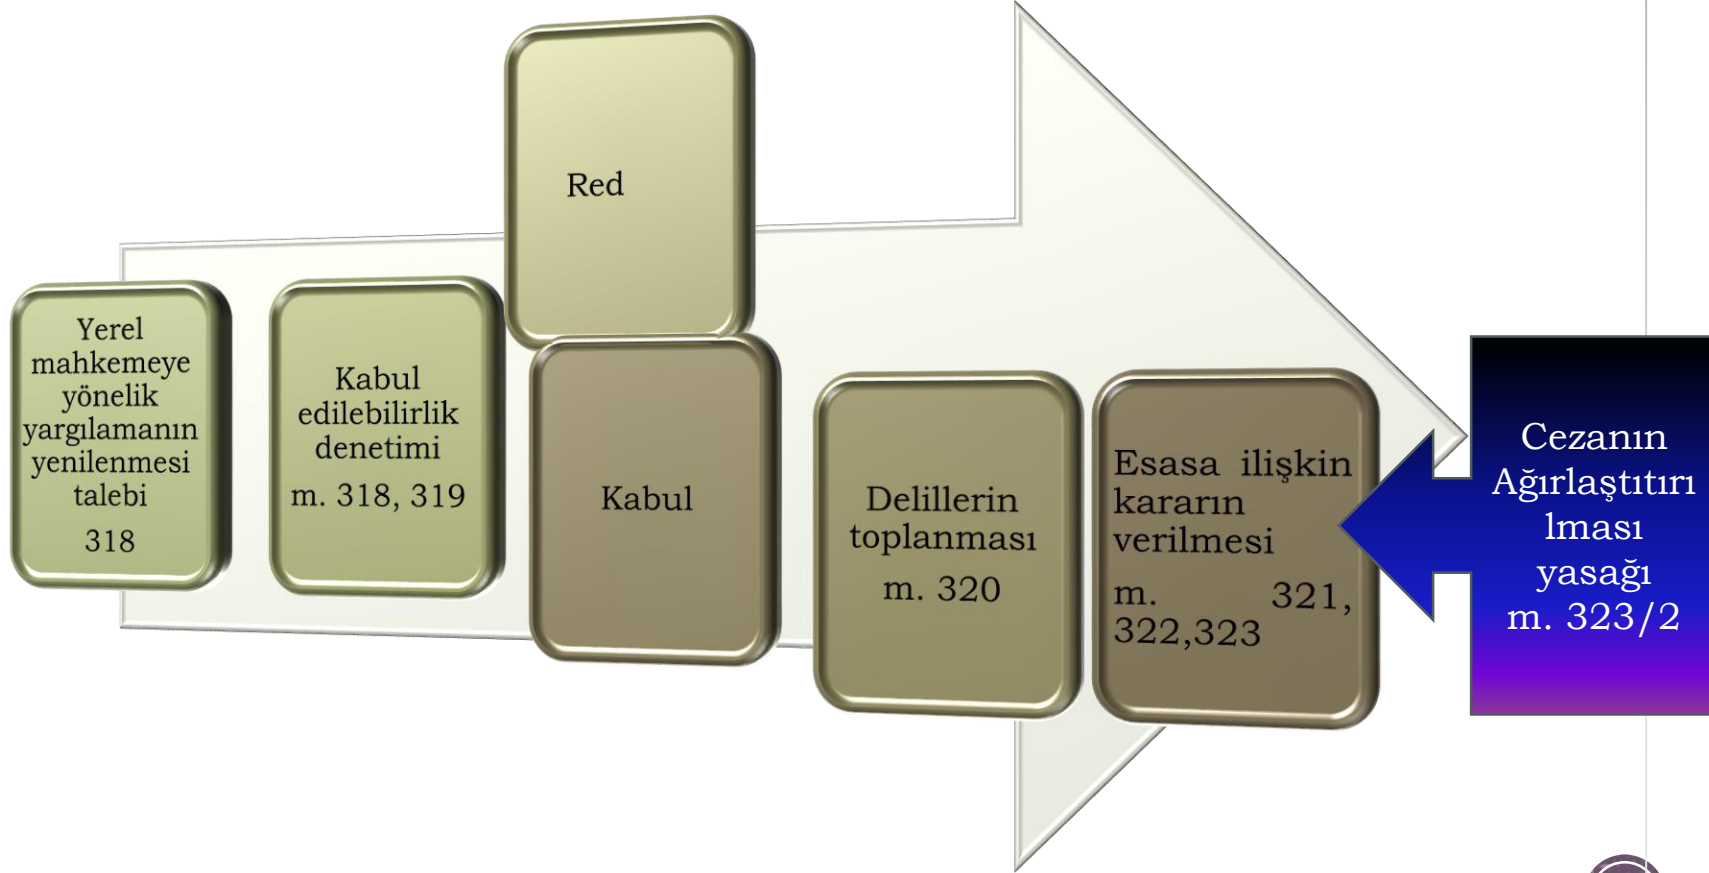 Yerel
mahkemeye
yönelik
yargılamanın
yenilenmesi
talebi
318
Kabul
edilebilirlik
denetimi
m. 318, 319
Red
Kabul
Delillerin
toplanması
m. 320
Esasa ilişkin
kararın
verilmesi
m. 321,
322,323
Cezanın
Ağırlaştıtırı
lması
yasağı
m. 323/2